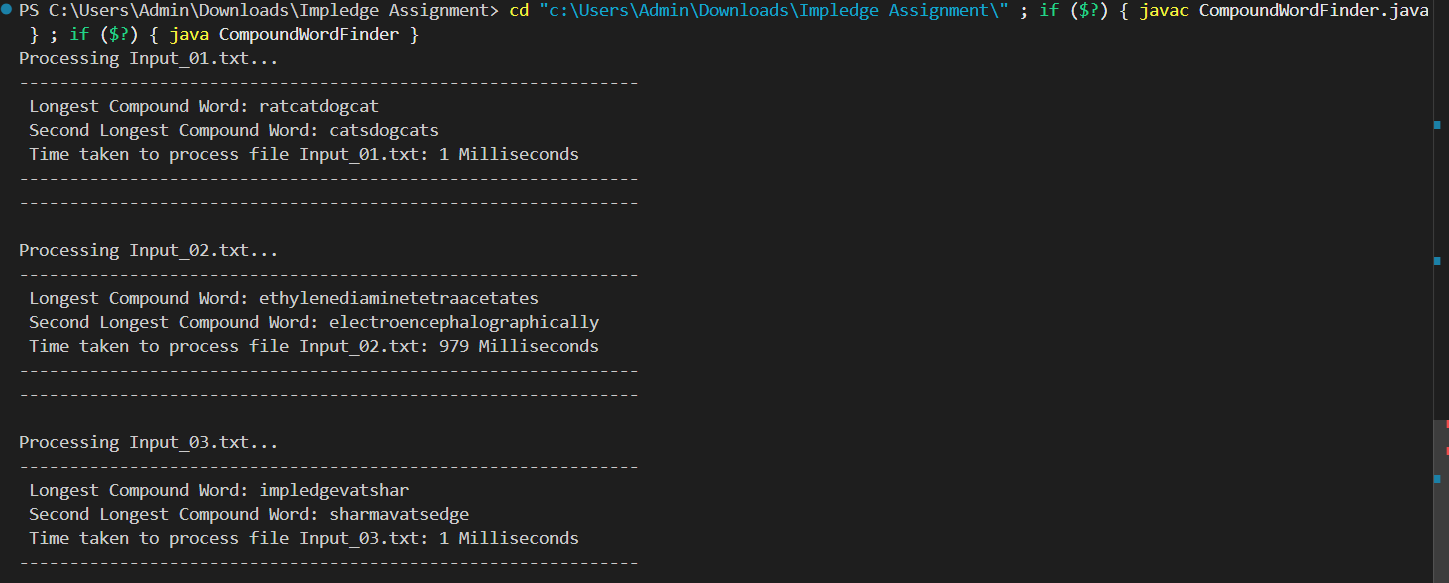 PS C:\Users\Admin\Downloads\Impledge Assignment> cd "c:\Users\Admin\Downloads\Impledge Assignment\" ; if ($?) { javac CompoundWordFinder.java
 } ; if ($?) { java CompoundWordFinder }
Processing Input_01.txt...
--------------------------------------------------------------
 Longest Compound Word: ratcatdogcat
 Second Longest Compound Word: catsdogcats
 Time taken to process file Input_01.txt: 1 Milliseconds
--------------------------------------------------------------
--------------------------------------------------------------

Processing Input_02.txt...
--------------------------------------------------------------
 Longest Compound Word: ethylenediaminetetraacetates
 Second Longest Compound Word: electroencephalographically
 Time taken to process file Input_02.txt: 979 Milliseconds
--------------------------------------------------------------
--------------------------------------------------------------

Processing Input_03.txt...
--------------------------------------------------------------
 Longest Compound Word: impledgevatshar
 Second Longest Compound Word: sharmavatsedge
 Time taken to process file Input_03.txt: 1 Milliseconds
--------------------------------------------------------------